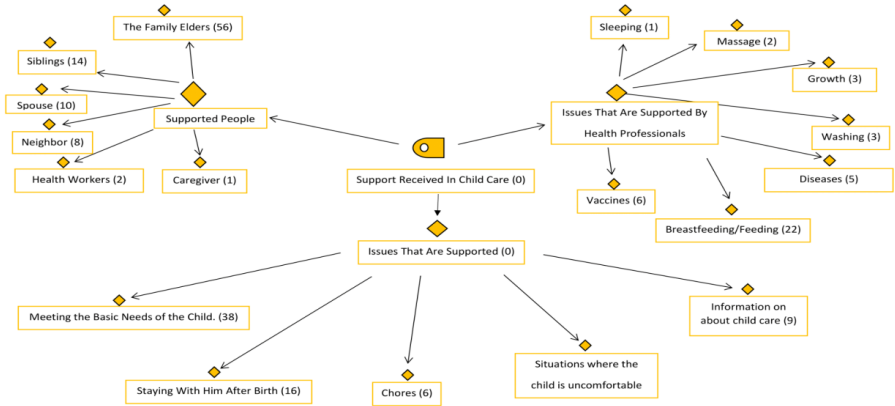 The Family Elders (56)
Siblings (14)
Spouse (10)
Supported People
Neighbor (8)
Health Workers (2)
Caregiver (1)
Sleeping (1)
Massage (2)
Growth (3)
Issues That Are Supported By
Health Professionals
Washing (3)
Diseases (5)
Vaccines (6)
Breastfeeding/Feeding (22)
Support Received In Child Care (0)
Issues That Are Supported (0)
Meeting the Basic Needs of the Child. (38)
Staying With Him After Birth (16)
Chores (6)
Situations where the
child is uncomfortable
Information on
about child care (9)